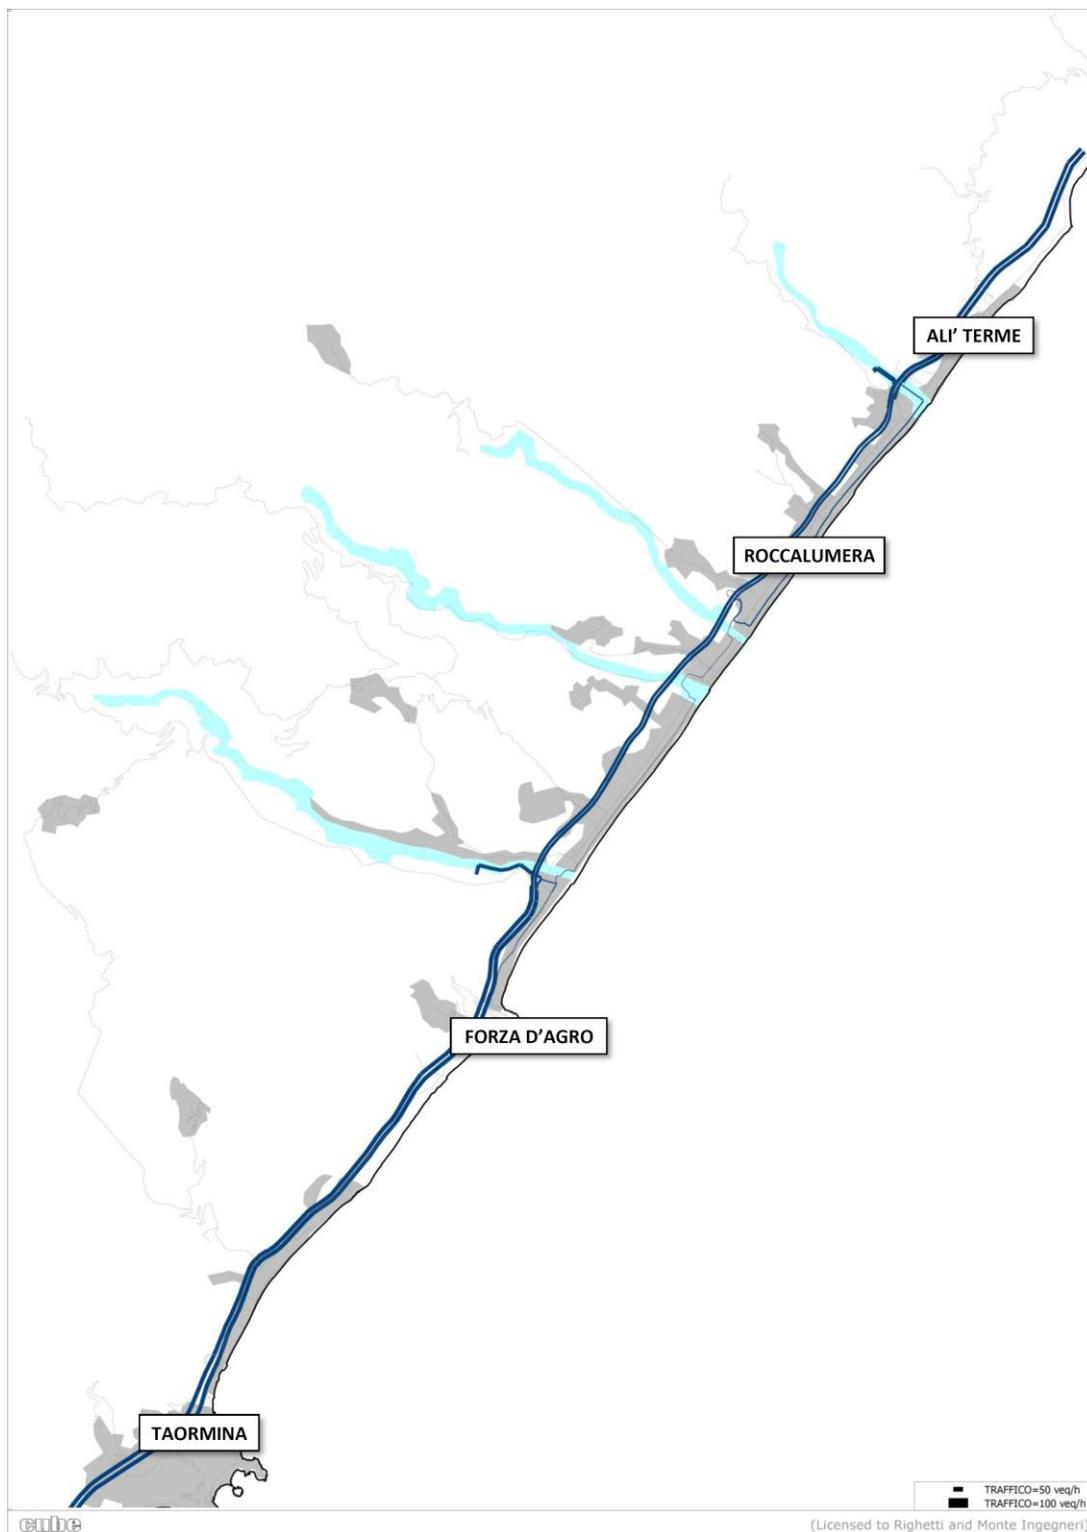 ALI' TERME
ROCCALUMERA
FORZA D'AGRO
TAORMINA
TRAFFICO=50 veq/h
TRAFFICO=100 veq/h
cube
(Licensed to Righetti and Monte Ingegneri)